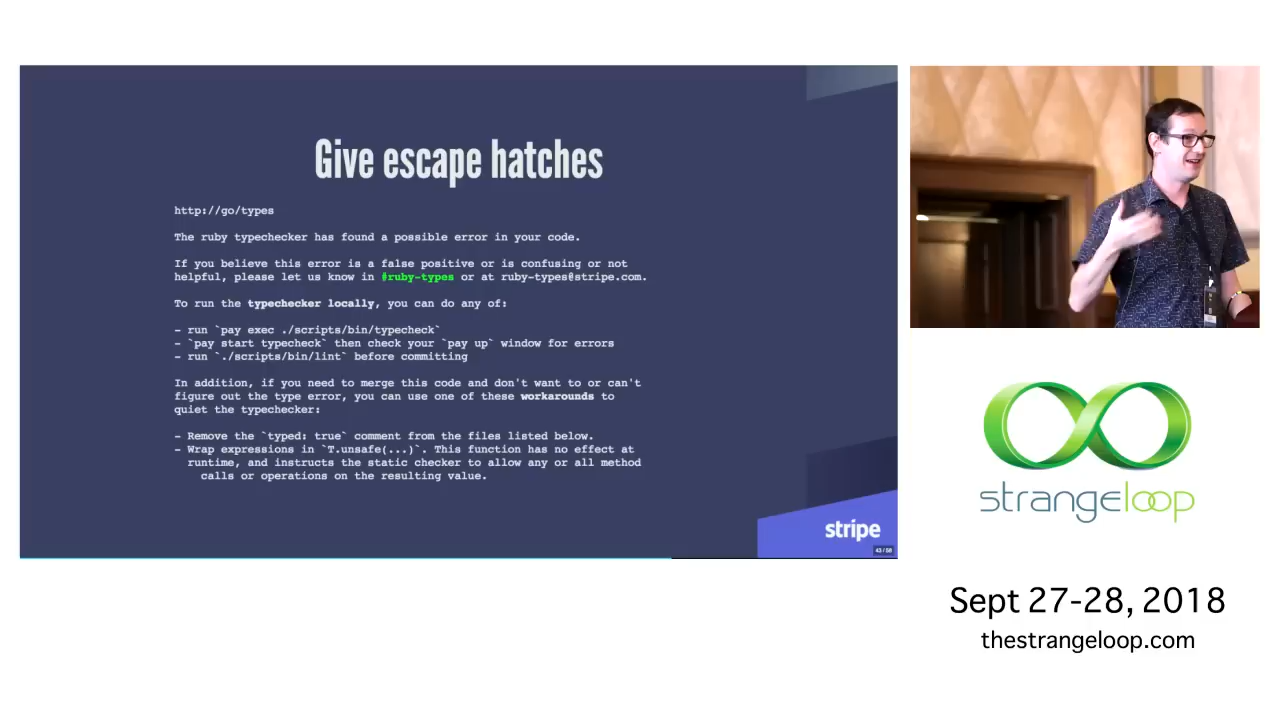 Give escape hatches
http://go/types
The ruby typechecker has found a possible error in your code.
If you believe this error is a false positive or is confusing or not
helpful, please let us know in #ruby-types or at ruby-types@stripe.com.
To run the typechecker locally, you can do any of:
- run `pay exec ./scripts/bin/typecheck`
- `pay start typecheck` then check your `pay up` window for errors
- run `./scripts/bin/lint` before committing
In addition, if you need to merge this code and don't want to or can't
figure out the type error, you can use one of these workarounds to
quiet the typechecker:
- Remove the `typed: true` comment from the files listed below.
- Wrap expressions in `T.unsafe(...)`. This function has no effect at
runtime, and instructs the static checker to allow any or all method
calls or operations on the resulting value.
stripe
43 / 58
strangeloop
Sept 27-28, 2018
thestrangeloop.com